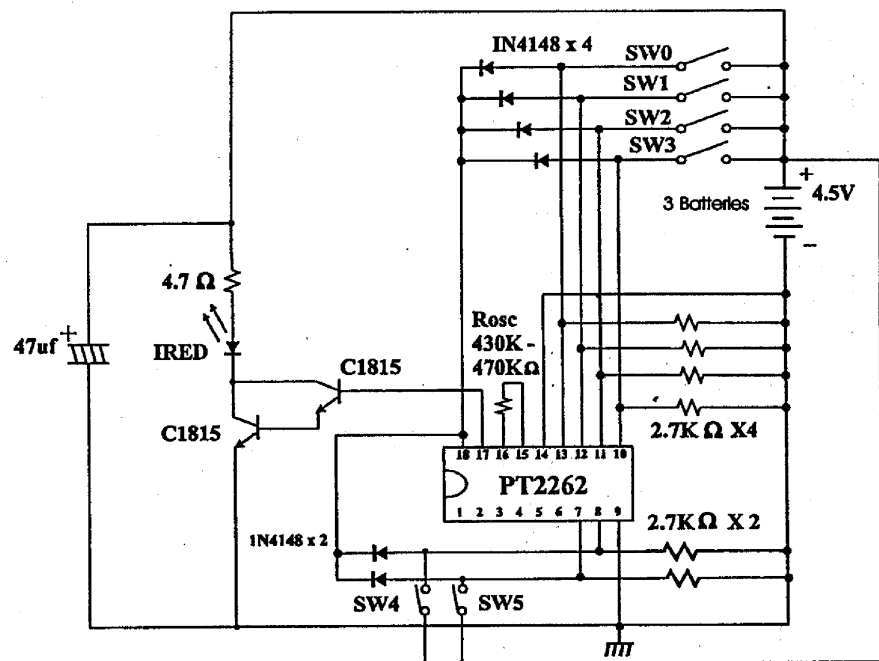 IN4148 x 4
SW0
SW1
SW2
SW3
+
4.5V
3 Batteries
−
4.7 Ω
Rosc
430K -
470KΩ
+
47uf
IRED
C1815
C1815
2.7K Ω X4
18 17 16 15 14 13 12 11 10
PT2262
1 2 3 4 5 6 7 8 9
2.7KΩ X 2
1N4148 x 2
SW4
SW5